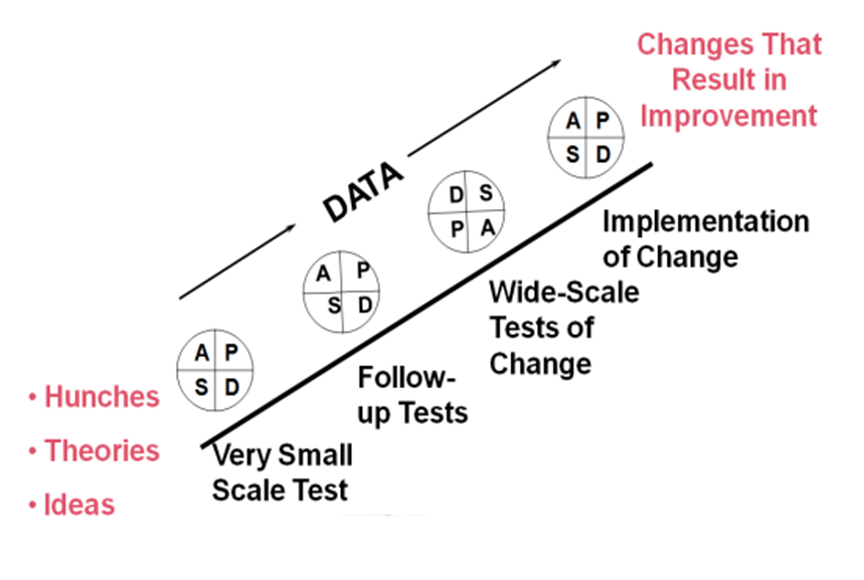 Changes That
Result in
Improvement
A P
S D
DATA
D S
P A
Implementation
of Change
A P
S D
Wide-Scale
Tests of
Change
A P
S D
Follow-
up Tests
• Hunches
• Theories
• Ideas
Very Small
Scale Test